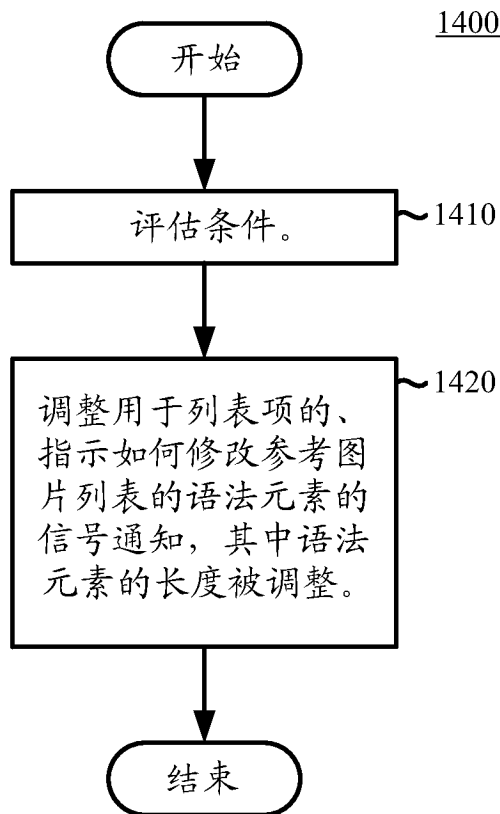 1400
开始
评估条件。
1410
1420
调整用于列表项的、
指示如何修改参考图
片列表的语法元素的
信号通知，其中语法
元素的长度被调整。
结束